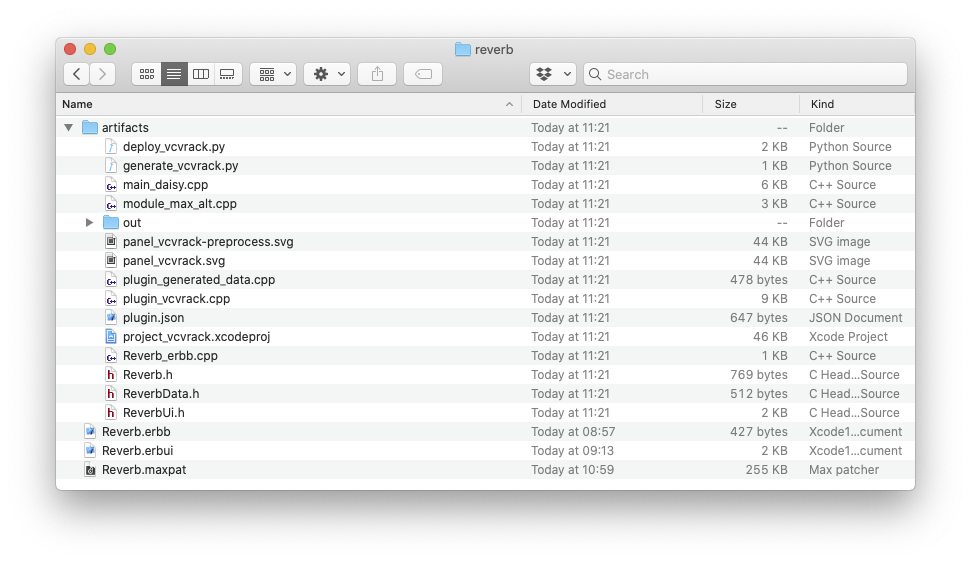 reverb
Search
Name Date Modified Size Kind
artifacts Today at 11:21 -- Folder
deploy_vcvrack.py Today at 11:21 2 KB Python Source
generate_vcvrack.py Today at 11:21 1 KB Python Source
main_daisy.cpp Today at 11:21 6 KB C++ Source
module_max_alt.cpp Today at 11:21 3 KB C++ Source
out Today at 11:21 -- Folder
panel_vcvrack-preprocess.svg Today at 11:21 44 KB SVG image
panel_vcvrack.svg Today at 11:21 44 KB SVG image
plugin_generated_data.cpp Today at 11:21 478 bytes C++ Source
plugin_vcvrack.cpp Today at 11:21 9 KB C++ Source
plugin.json Today at 11:21 647 bytes JSON Document
project_vcvrack.xcodeproj Today at 11:21 46 KB Xcode Project
Reverb_erbb.cpp Today at 11:21 1 KB C++ Source
Reverb.h Today at 11:21 769 bytes C Head...Source
ReverbData.h Today at 11:21 512 bytes C Head...Source
ReverbUi.h Today at 11:21 2 KB C Head...Source
Reverb.erbb Today at 08:57 427 bytes Xcode1...cument
Reverb.erbui Today at 09:13 2 KB Xcode1...cument
Reverb.maxpat Today at 10:59 255 KB Max patcher